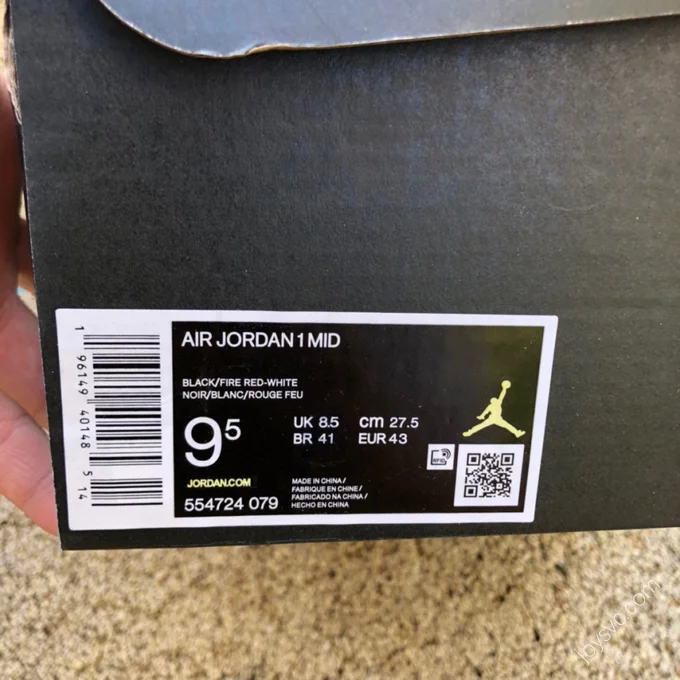 AIR JORDAN 1 MID
BLACK/FIRE RED-WHITE
NOIR/BLANC/ROUGE FEU
9⁵
UK 8.5 cm 27.5
BR 41 EUR 43
JORDAN.COM
554724 079
MADE IN CHINA/
FABRIQUE EN CHINE/
FABRICADO NA CHINA/
HECHO EN CHINA
RFID
1 96149 40148 5 14